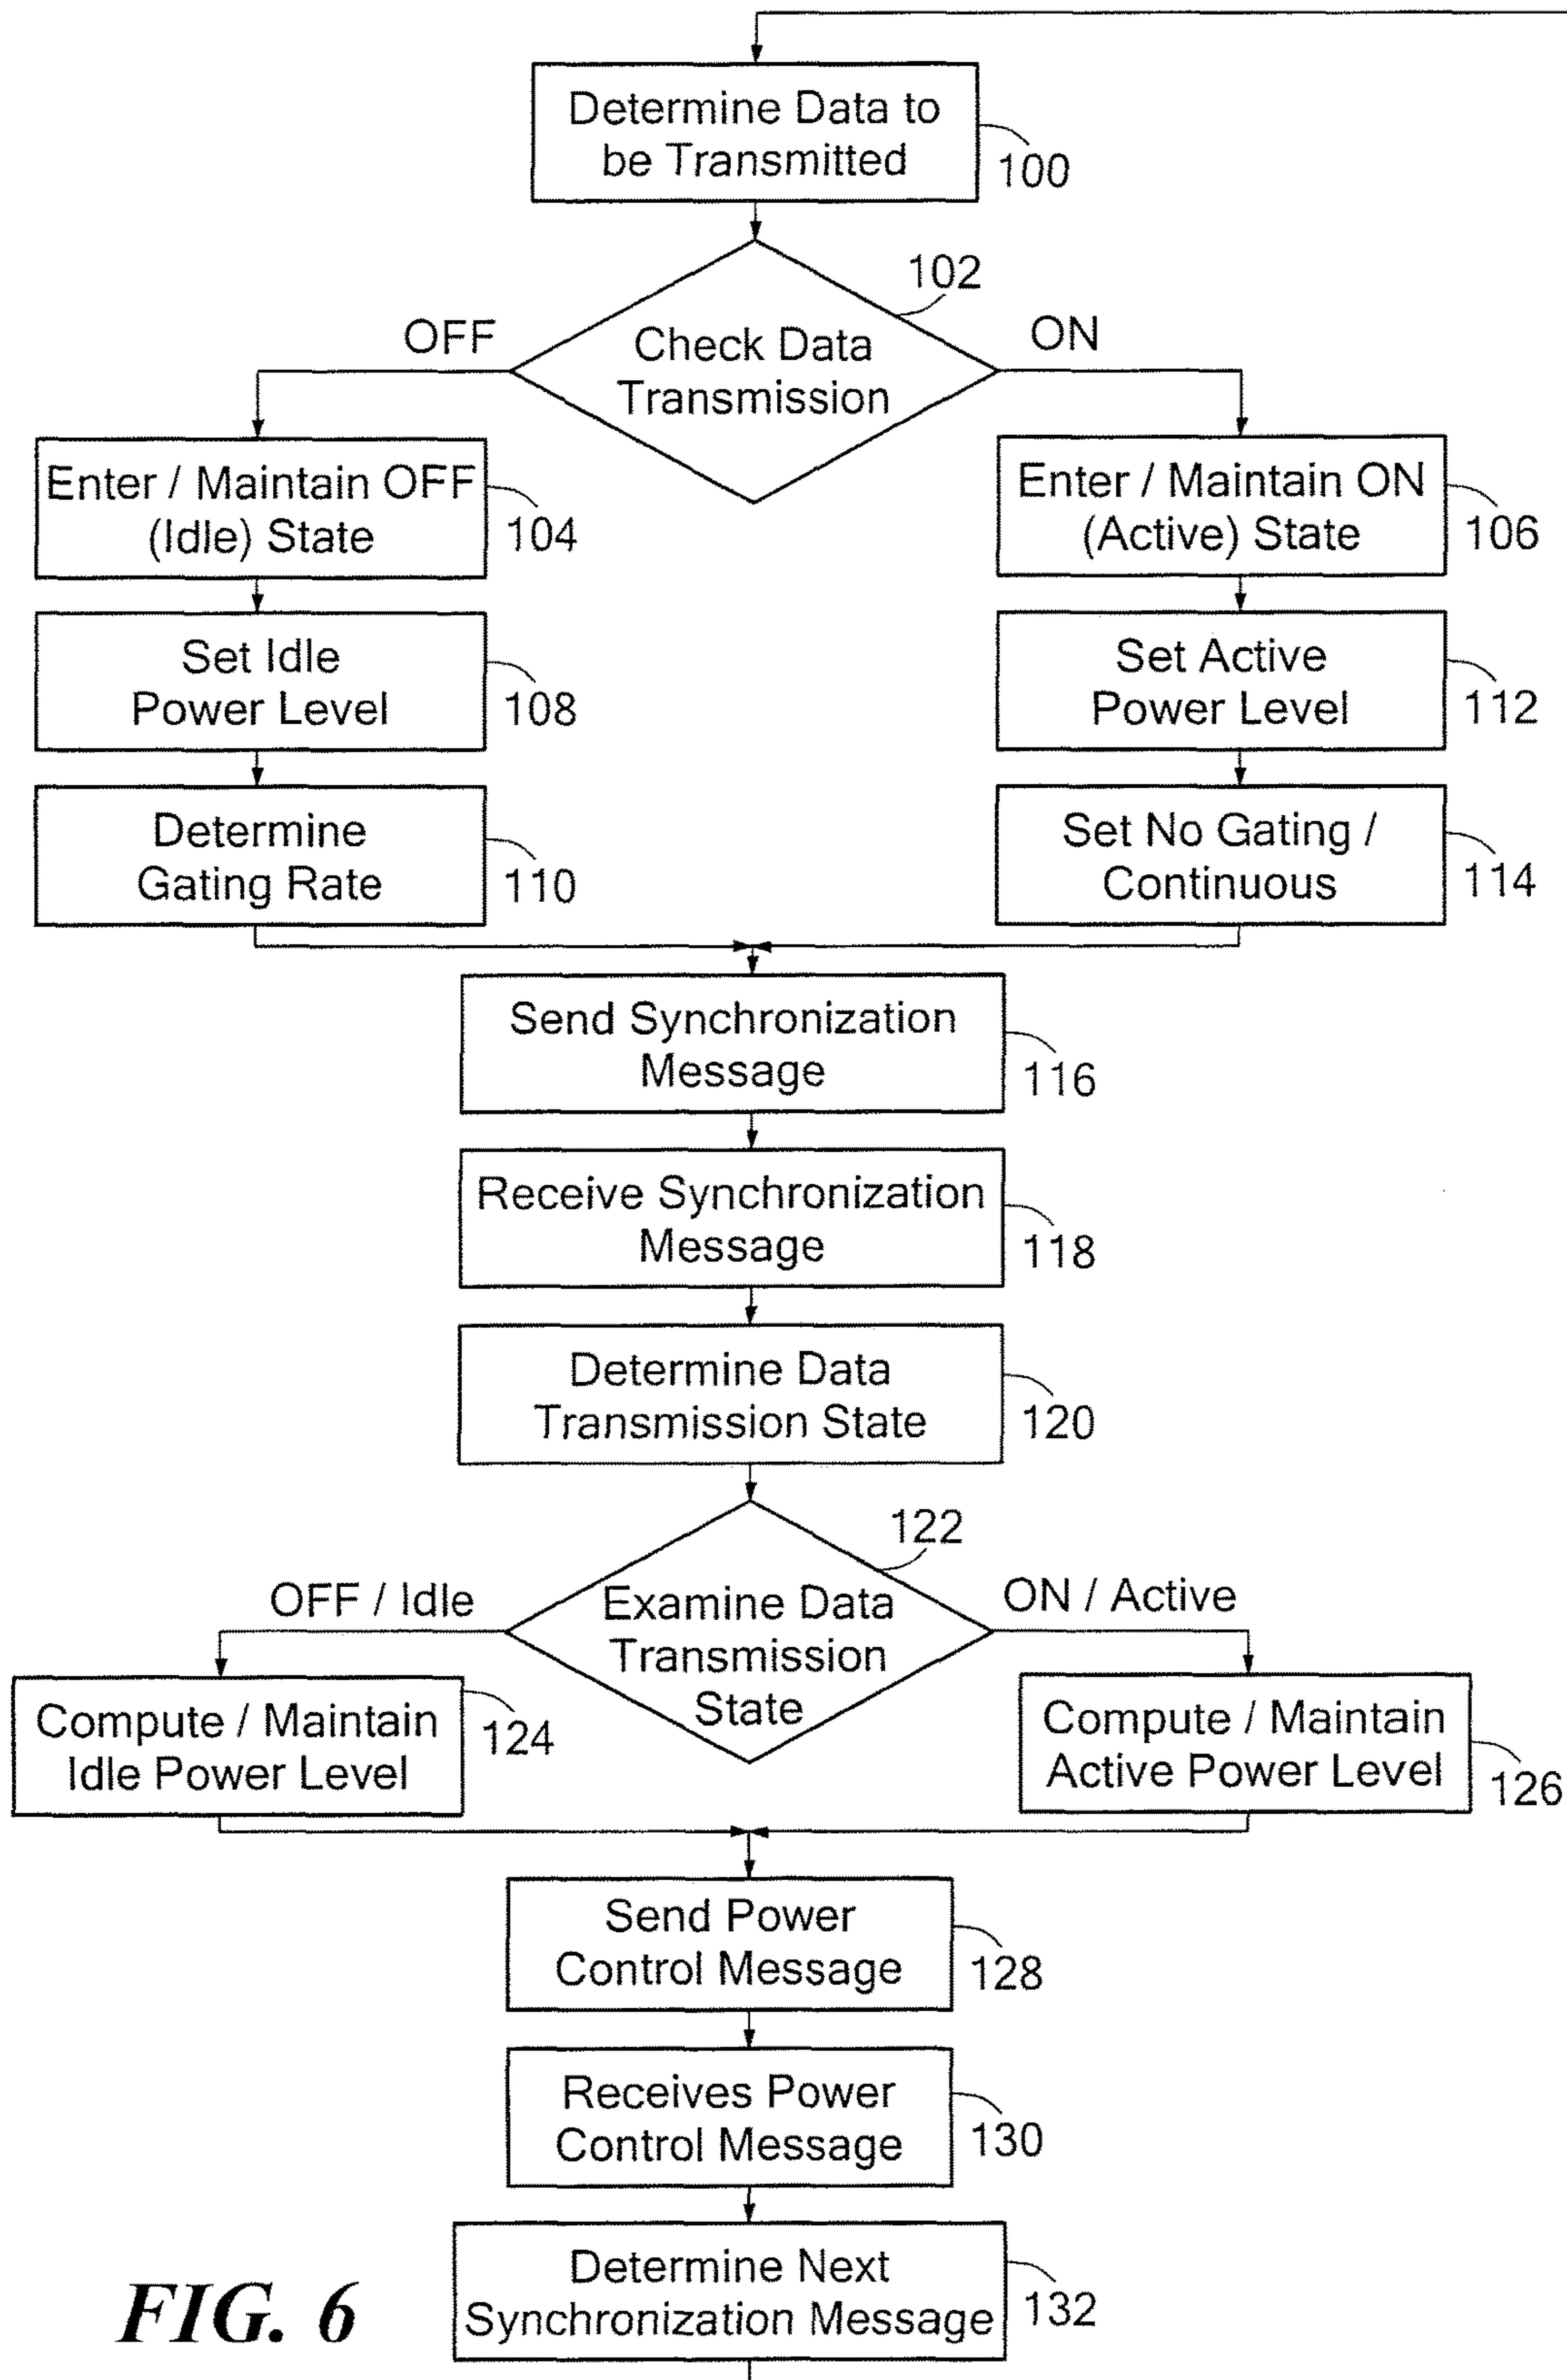 Determine Data to
be Transmitted
100
102
OFF
Check Data
Transmission
ON
Enter / Maintain OFF
(Idle) State
104
Enter / Maintain ON
(Active) State
106
Set Idle
Power Level
108
Set Active
Power Level
112
Determine
Gating Rate
110
Set No Gating /
Continuous
114
Send Synchronization
Message
116
Receive Synchronization
Message
118
Determine Data
Transmission State
120
122
OFF / Idle
Examine Data
Transmission
State
ON / Active
Compute / Maintain
Idle Power Level
124
Compute / Maintain
Active Power Level
126
Send Power
Control Message
128
Receives Power
Control Message
130
Determine Next
Synchronization Message
132
FIG. 6